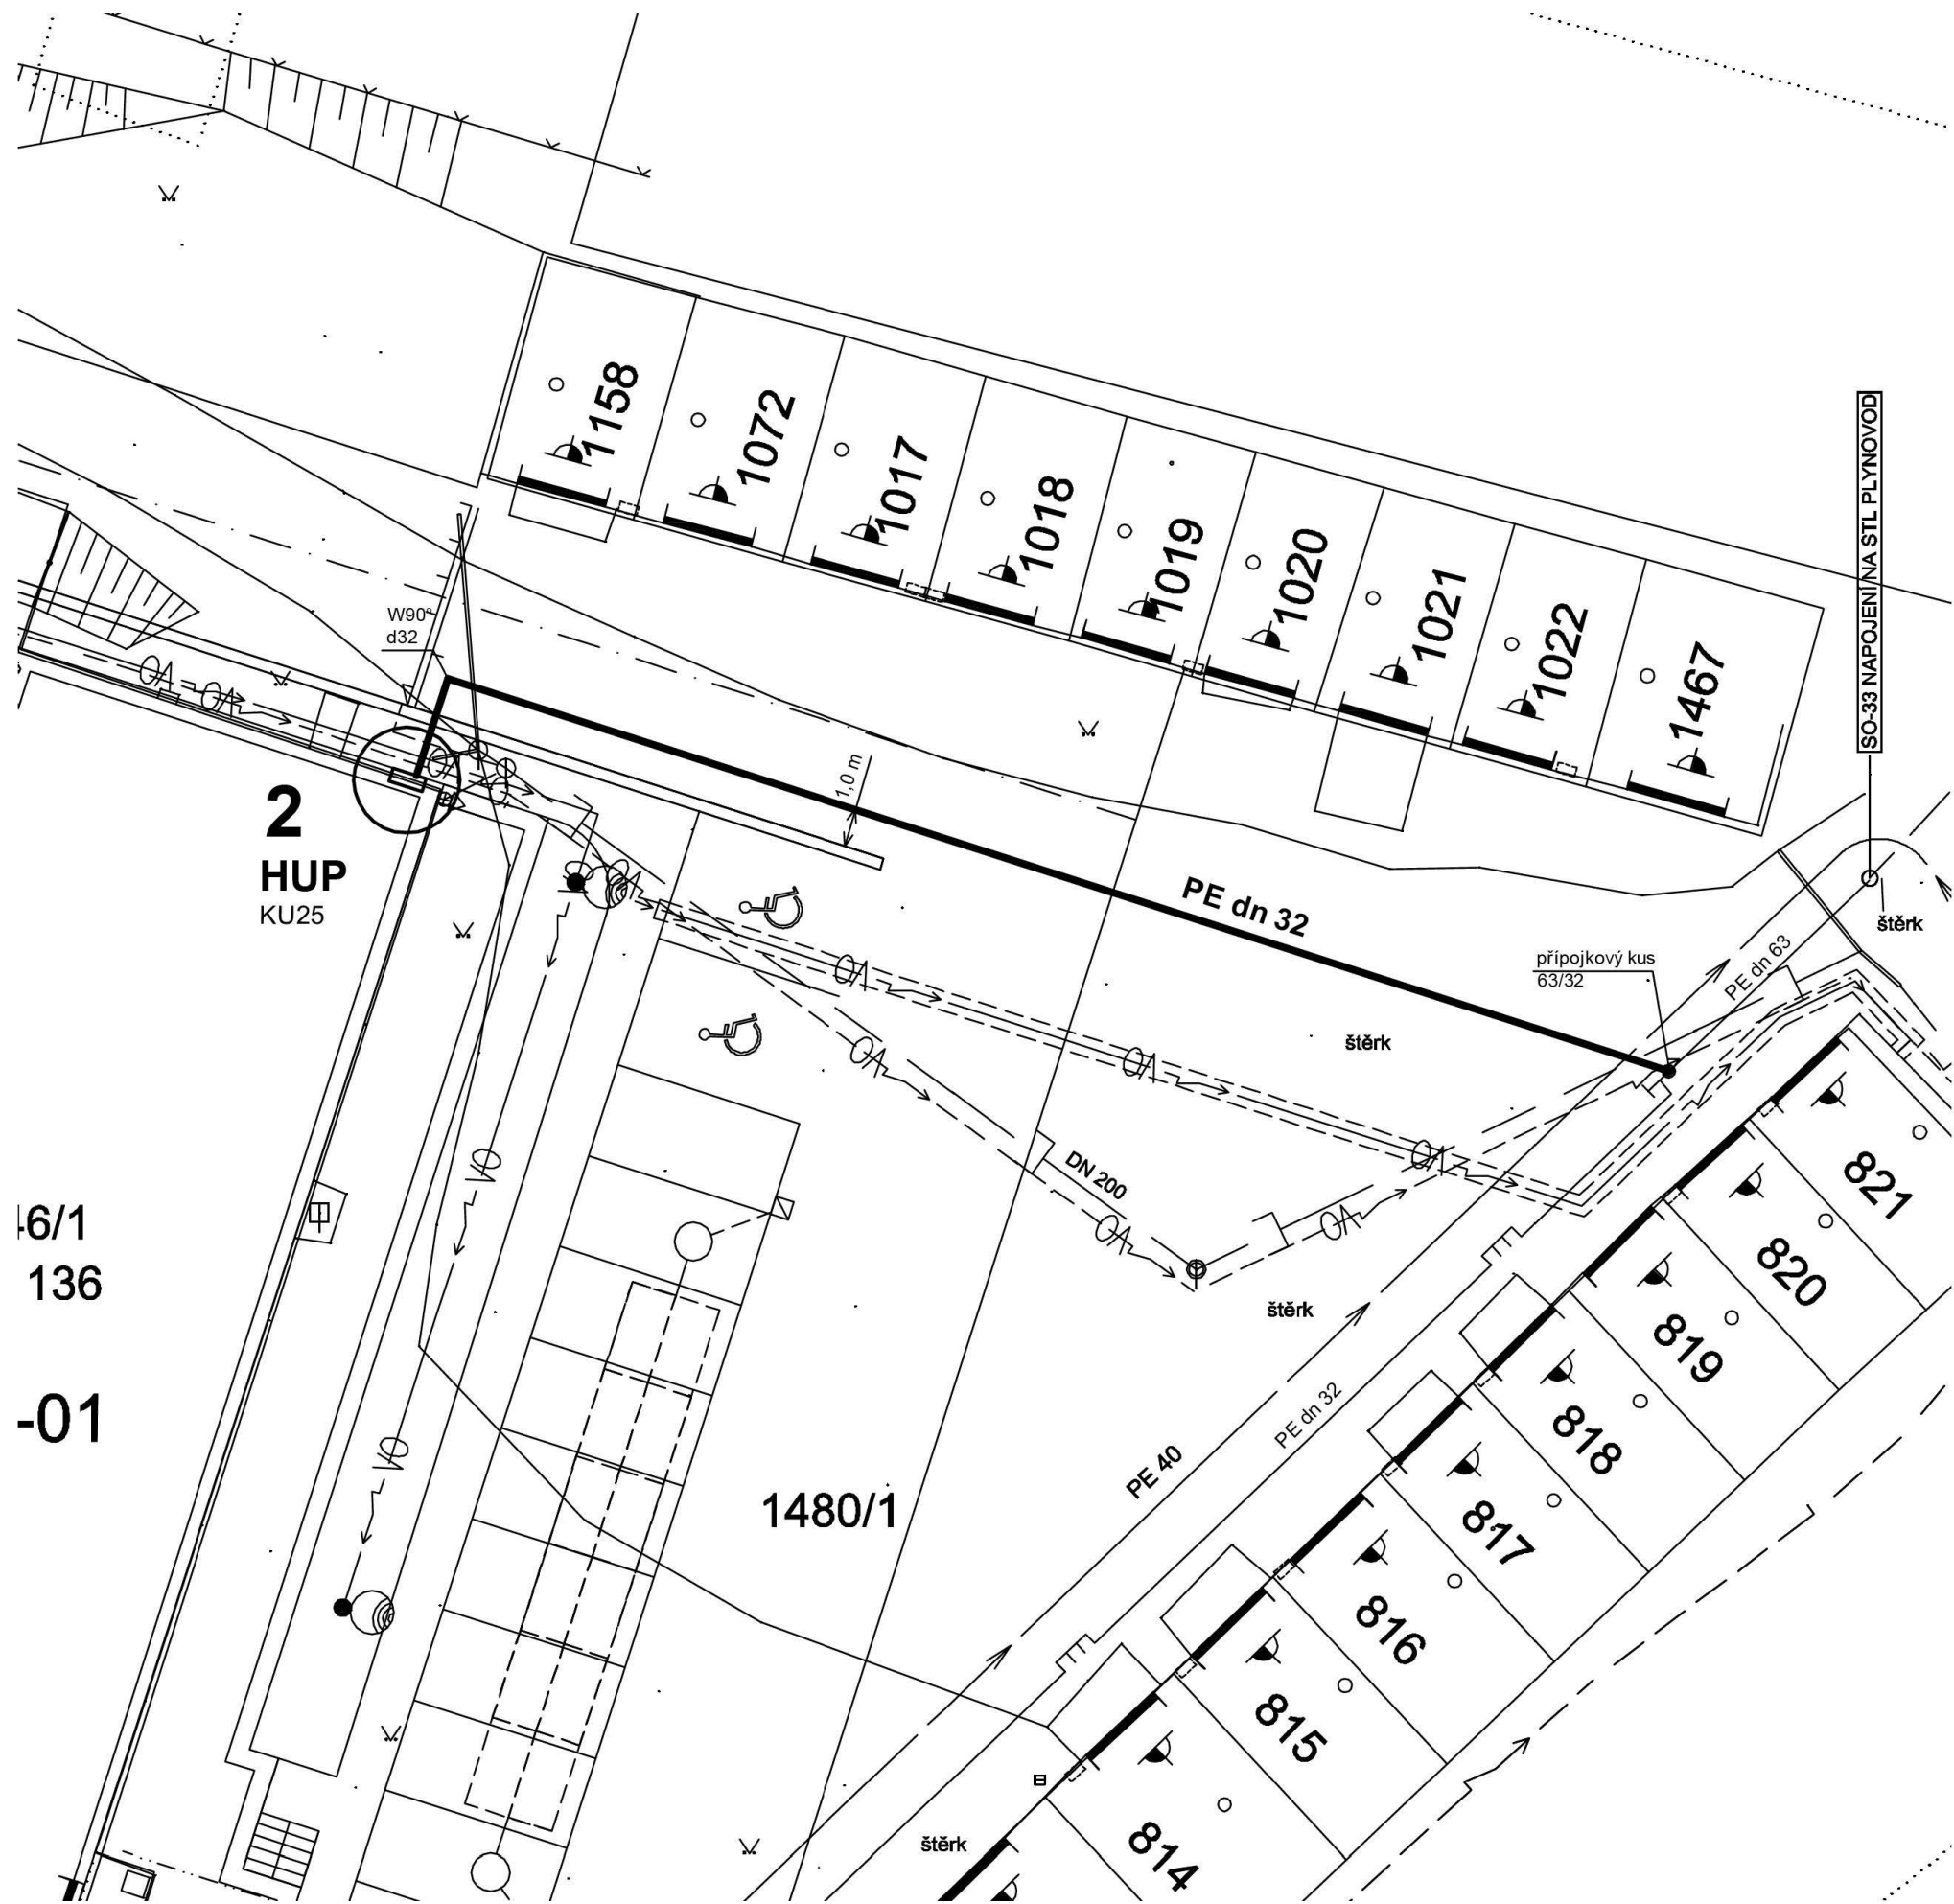 1158
1072
1017
1018
1019
1020
1021
1022
1467
SO-33 NAPOJENÍ NA STL PLYNOVOD
W90°
d32
1,0 m
2
HUP
KU25
PE dn 32
štěrk
PE dn 63
přípojkový kus
63/32
štěrk
DN 200
821
820
819
818
817
816
815
814
štěrk
PE dn 32
PE 40
6/1
136
-01
1480/1
štěrk